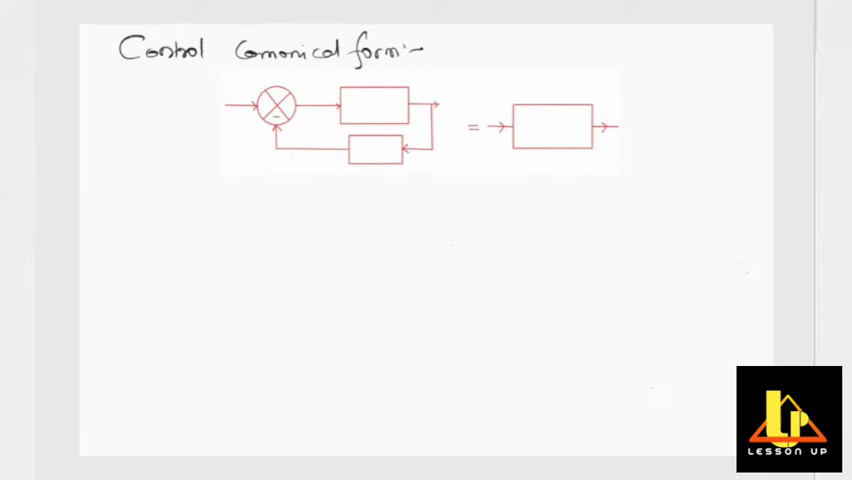 Control Canonical form:-
=
LESSON UP